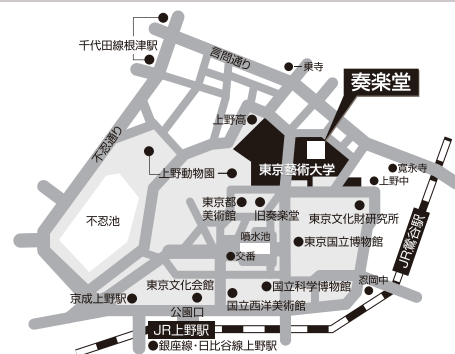 千代田線根津駅
言問通り
一乗寺
奏楽堂
上野高
不忍通り
上野動物園
東京藝術大学
寛永寺
上野中
東京都
美術館
旧奏楽堂
東京文化財研究所
不忍池
噴水池
東京国立博物館
JR鶯谷駅
交番
忍岡中
東京文化会館
国立科学博物館
京成上野駅
公園口
国立西洋美術館
JR上野駅
銀座線・日比谷線上野駅